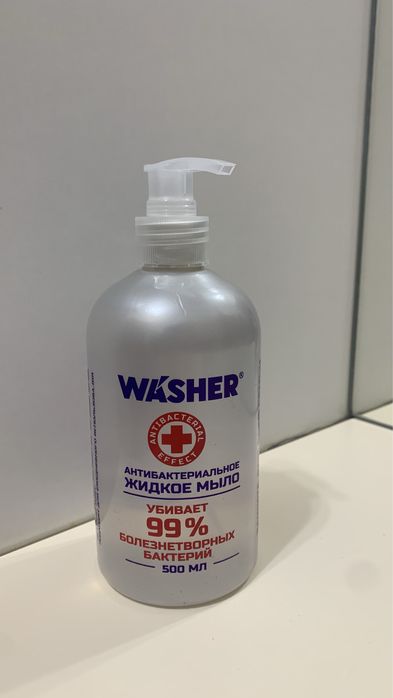 WASHER®
ANTIBACTERIAL
EFFECT
АНТИБАКТЕРИАЛЬНОЕ
ЖИДКОЕ МЫЛО
УБИВАЕТ
99%
БОЛЕЗНЕТВОРНЫХ
БАКТЕРИЙ
500 МЛ